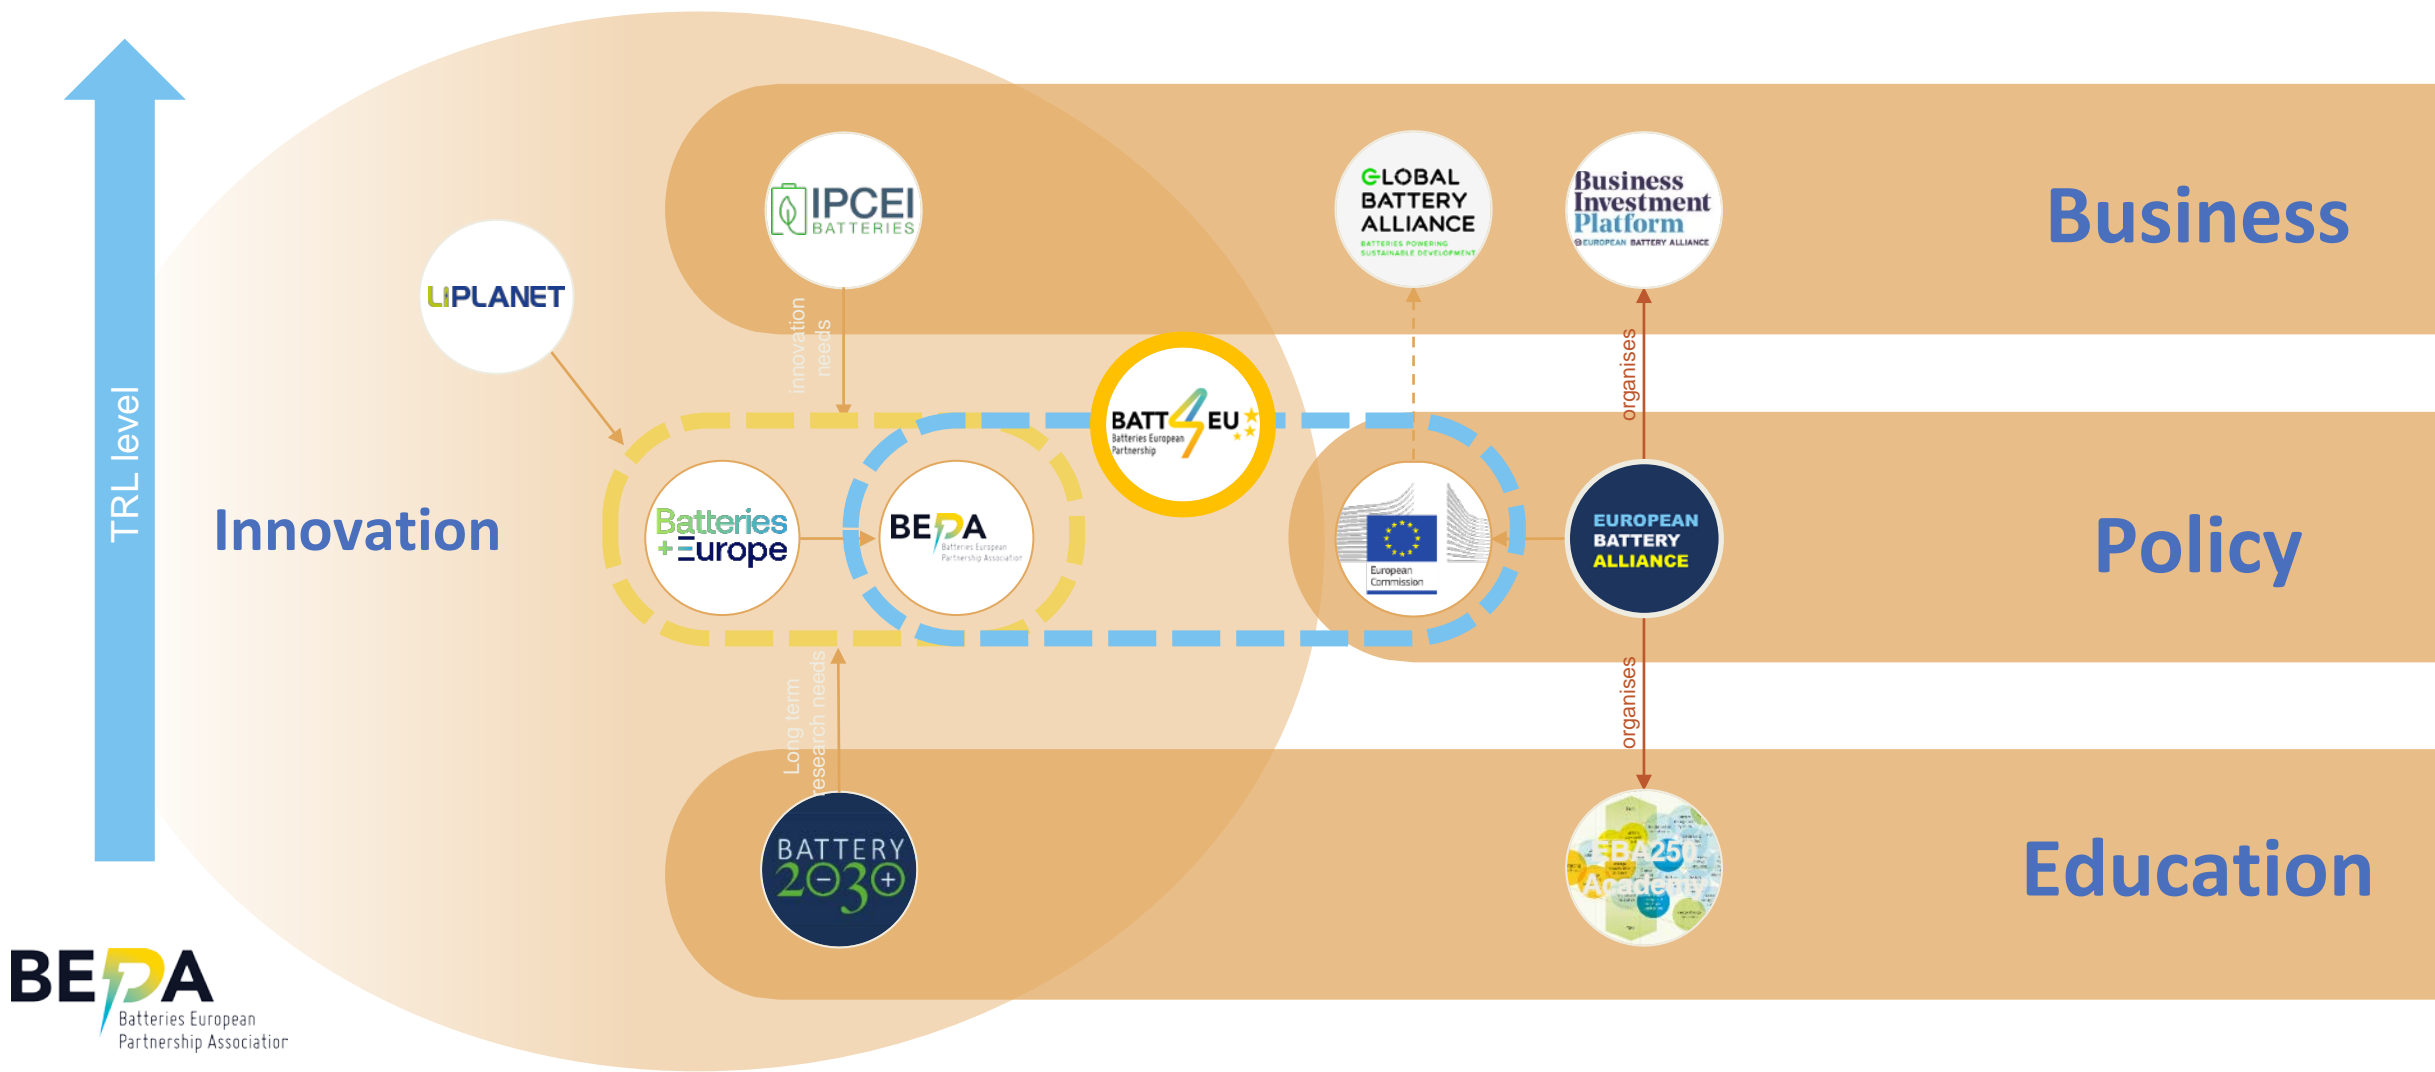 TRL level
Innovation
Business
Policy
Education
LiPLANET
IPCEI
BATTERIES
innovation
needs
GLOBAL
BATTERY
ALLIANCE
BATTERIES POWERING
SUSTAINABLE DEVELOPMENT
Business
Investment
Platform
EUROPEAN BATTERY ALLIANCE
organises
BATT4EU
Batteries European
Partnership
Batteries
Europe
BEPA
Batteries European
Partnership Association
European
Commission
EUROPEAN
BATTERY
ALLIANCE
organises
Long term
research needs
BATTERY
2030+
EBA250
Academy
BEPA
Batteries European
Partnership Association